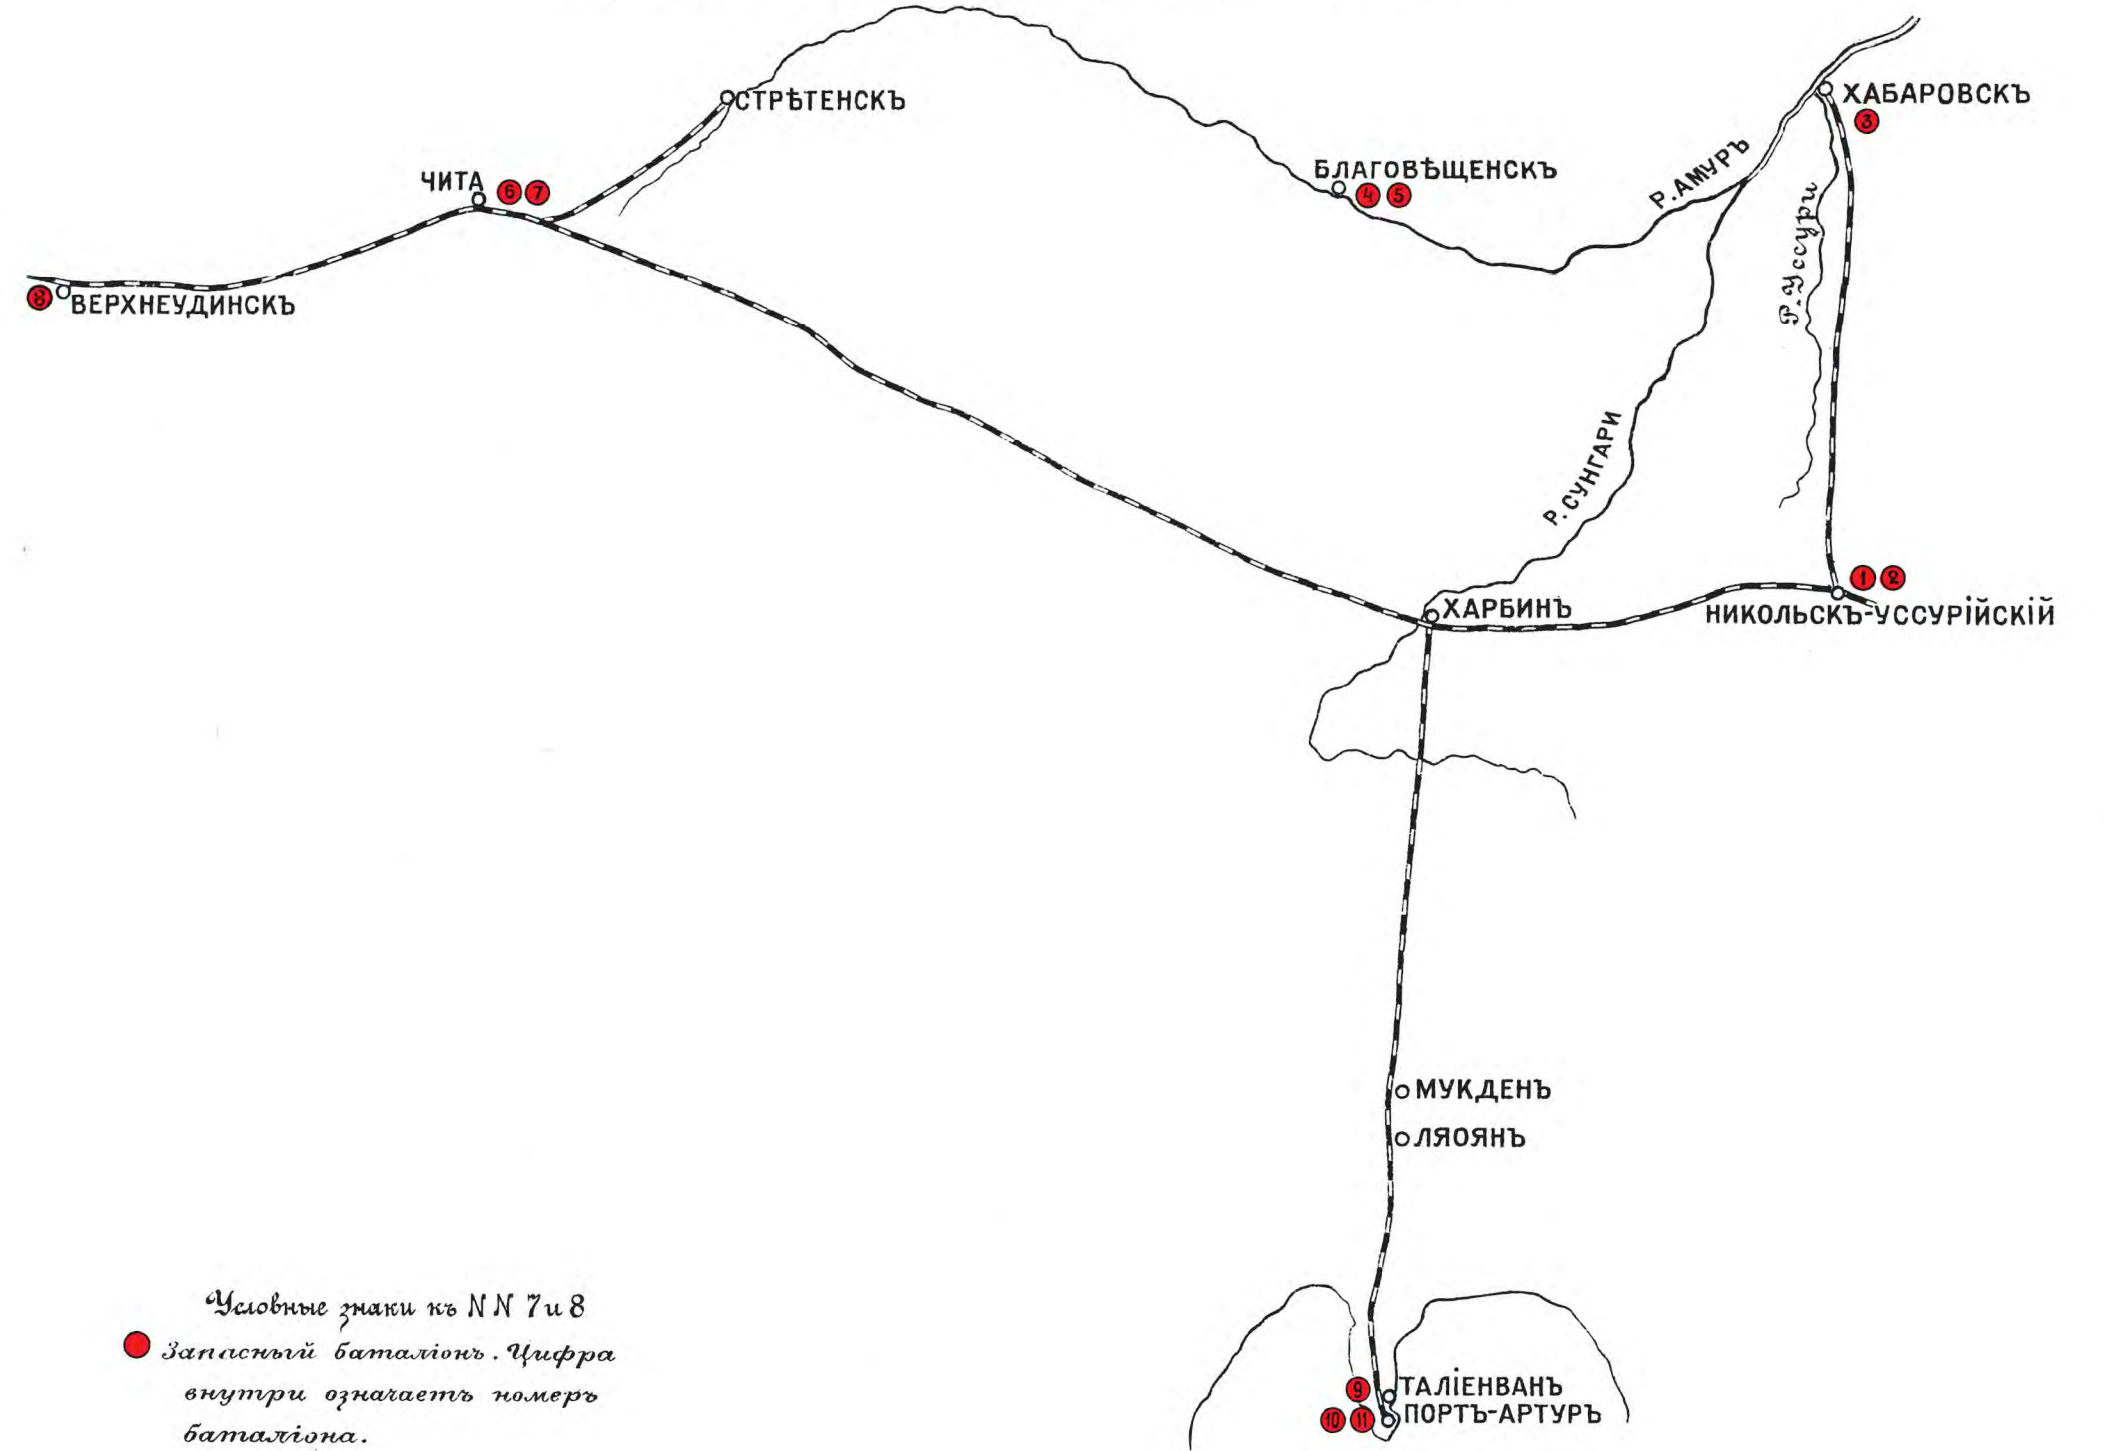 СТРѢТЕНСКЪ
ХАБАРОВСКЪ
3
БЛАГОВѢЩЕНСКЪ
4 5
Р. АМУРЪ
ЧИТА
6 7
Р. Уссури
8
ВЕРХНЕУДИНСКЪ
Р. СУНГАРИ
1 2
ХАРБИНЪ
НИКОЛЬСКЪ-УССУРІЙСКІЙ
МУКДЕНЪ
ЛЯОЯНЪ
Условные знаки къ NN 7 и 8
Запасный баталіонъ. Цифра
внутри означаетъ номеръ
баталіона.
9
ТАЛІЕНВАНЪ
10 11
ПОРТЪ-АРТУРЪ